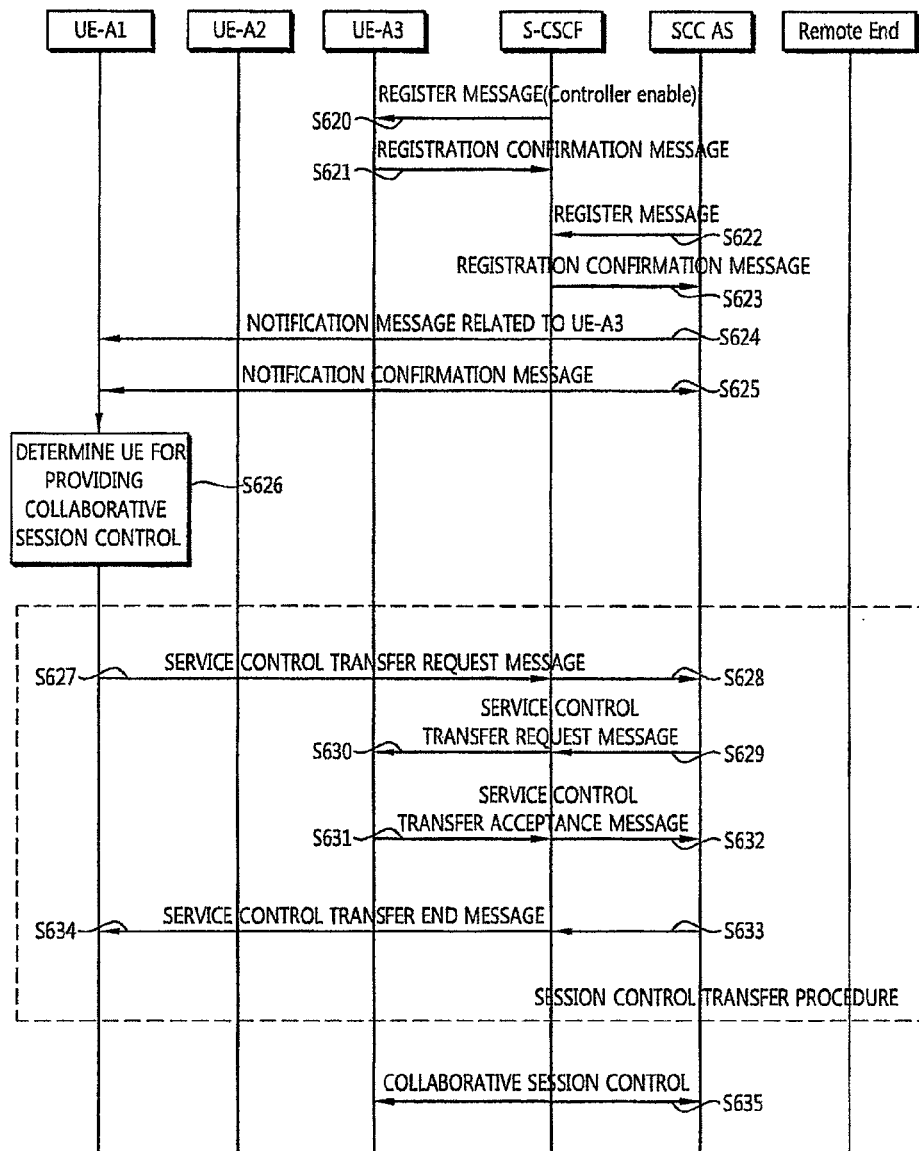 UE-A1
UE-A2
UE-A3
S-CSCF
SCC AS
Remote End
REGISTER MESSAGE(Controller enable)
S620
REGISTRATION CONFIRMATION MESSAGE
S621
REGISTER MESSAGE
S622
REGISTRATION CONFIRMATION MESSAGE
S623
NOTIFICATION MESSAGE RELATED TO UE-A3
S624
NOTIFICATION CONFIRMATION MESSAGE
S625
DETERMINE UE FOR
PROVIDING
COLLABORATIVE
SESSION CONTROL
S626
S627
SERVICE CONTROL TRANSFER REQUEST MESSAGE
S628
SERVICE CONTROL
TRANSFER REQUEST MESSAGE
S630
S629
SERVICE CONTROL
TRANSFER ACCEPTANCE MESSAGE
S631
S632
SERVICE CONTROL TRANSFER END MESSAGE
S634
S633
SESSION CONTROL TRANSFER PROCEDURE
COLLABORATIVE SESSION CONTROL
S635